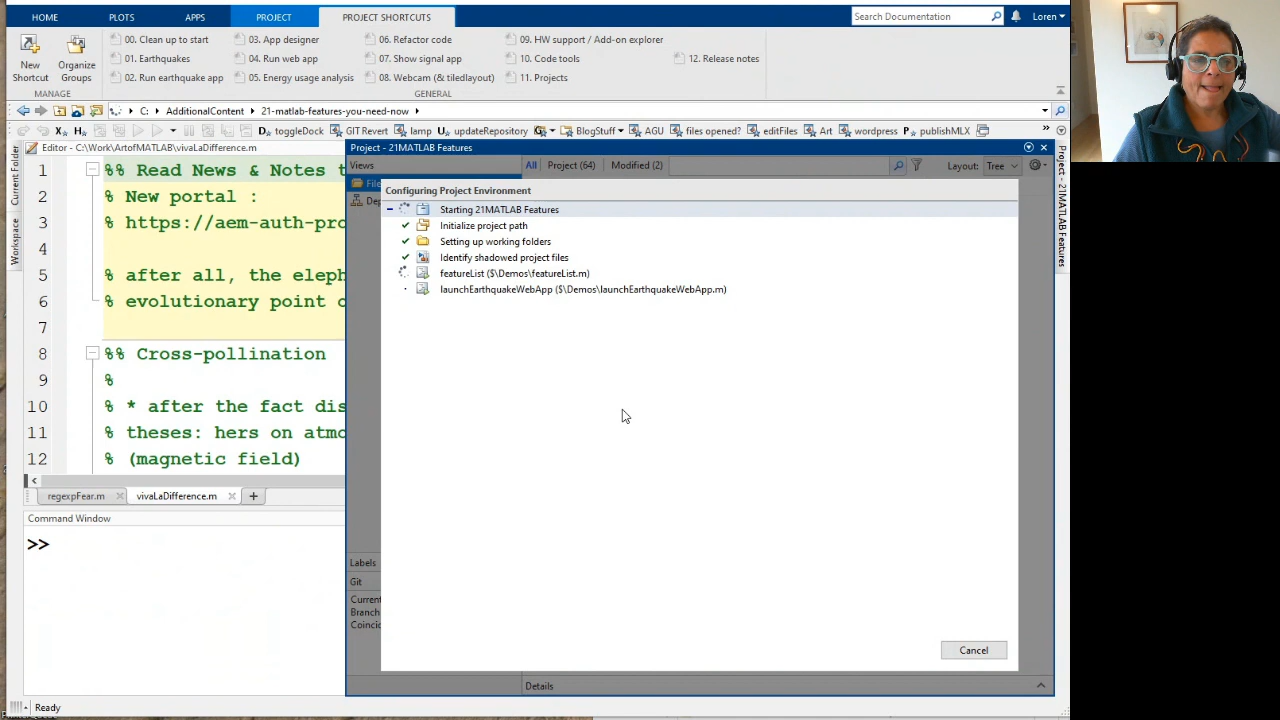 HOME PLOTS APPS PROJECT PROJECT SHORTCUTS Search Documentation Loren
New Shortcut
Organize Groups
00. Clean up to start 03. App designer 06. Refactor code 09. HW support / Add-on explorer
01. Earthquakes 04. Run web app 07. Show signal app 10. Code tools 12. Release notes
02. Run earthquake app 05. Energy usage analysis 08. Webcam (& tiledlayout) 11. Projects
MANAGE GENERAL
C: AdditionalContent 21-matlab-features-you-need-now
toggleDock GIT Revert lamp updateRepository BlogStuff AGU files opened? editFiles Art wordpress publishMLX
Current Folder
Workspace
Editor - C:\Work\ArtofMATLAB\vivaLaDifference.m
1 %% Read News & Notes t
2 % New portal :
3 % https://aem-auth-pro
4
5 % after all, the eleph
6 % evolutionary point o
7
8 %% Cross-pollination
9 %
10 % * after the fact dis
11 % theses: hers on atmo
12 % (magnetic field)
regexpFear.m vivaLaDifference.m
Command Window
>>
Project - 21MATLAB Features
Views All Project (64) Modified (2) Layout: Tree
File
Dep
Configuring Project Environment
Starting 21MATLAB Features
Initialize project path
Setting up working folders
Identify shadowed project files
featureList ($\Demos\featureList.m)
launchEarthquakeWebApp ($\Demos\launchEarthquakeWebApp.m)
Labels
Git
Current
Branch
Coincid
Cancel
Details
Project - 21MATLAB Features
Ready